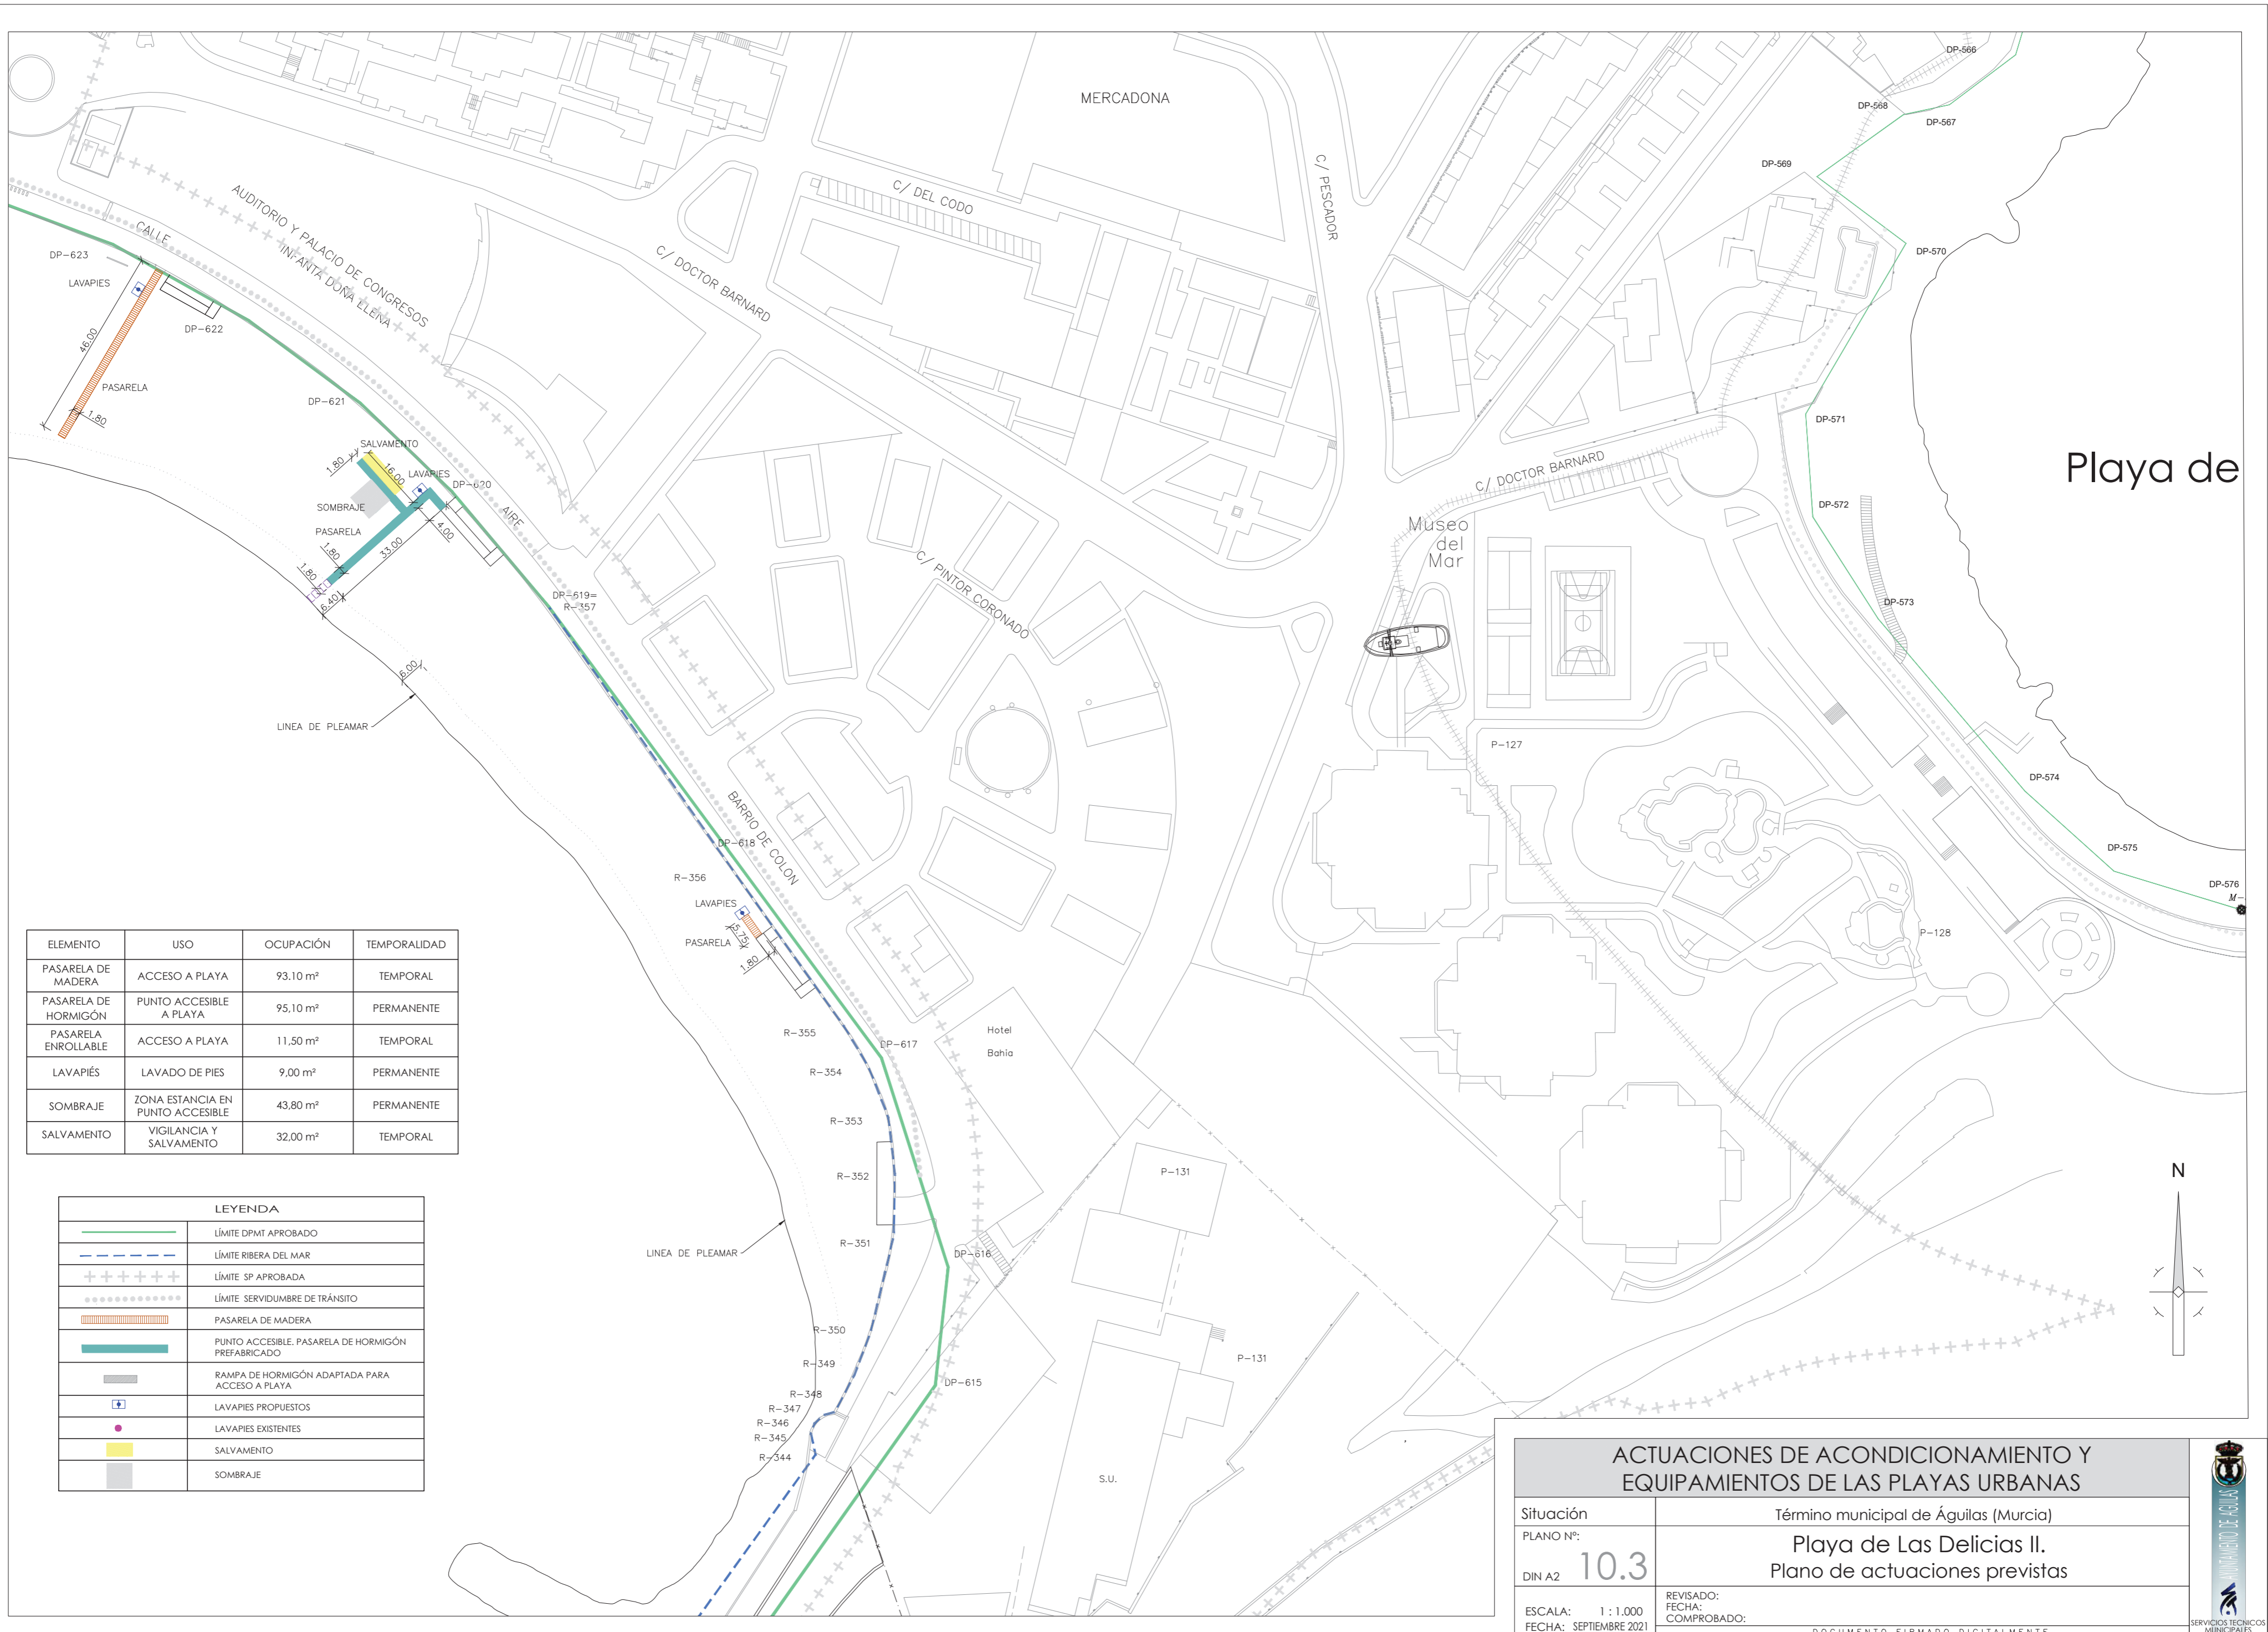 MERCADONA
DP-566
DP-568
DP-567
DP-569
DP-570
C/ PESCADOR
C/ DEL CODO
AUDITORIO Y PALACIO DE CONGRESOS
INFANTA DOÑA ELENA
CALLE
C/ DOCTOR BARNARD
DP-623
LAVAPIES
DP-622
46.00
PASARELA
1.80
DP-621
DP-571
Playa de
SALVAMENTO
1.80
16.00
LAVAPIES
DP-620
SOMBRAJE
PASARELA
4.00
AIRE
33.00
1.80
1.80
6.40
C/ DOCTOR BARNARD
DP-572
Museo
del
Mar
C/ PINTOR CORONADO
DP-619=
R-357
DP-573
6.00
LINEA DE PLEAMAR
P-127
DP-574
BARRIO DE COLON
DP-618
DP-575
R-356
DP-576
M-
LAVAPIES
5.75
PASARELA
1.80
P-128
R-355
DP-617
Hotel
Bahia
R-354
R-353
R-352
P-131
R-351
LINEA DE PLEAMAR
DP-616
R-350
P-131
R-349
DP-615
R-348
R-347
R-346
R-345
R-344
S.U.
N
ELEMENTO USO OCUPACIÓN TEMPORALIDAD
PASARELA DE
MADERA
ACCESO A PLAYA 93.10 m² TEMPORAL
PASARELA DE
HORMIGÓN
PUNTO ACCESIBLE
A PLAYA
95,10 m² PERMANENTE
PASARELA
ENROLLABLE
ACCESO A PLAYA 11,50 m² TEMPORAL
LAVAPIÉS LAVADO DE PIES 9,00 m² PERMANENTE
SOMBRAJE
ZONA ESTANCIA EN
PUNTO ACCESIBLE
43,80 m² PERMANENTE
SALVAMENTO
VIGILANCIA Y
SALVAMENTO
32,00 m² TEMPORAL
LEYENDA
LÍMITE DPMT APROBADO
LÍMITE RIBERA DEL MAR
LÍMITE SP APROBADA
LÍMITE SERVIDUMBRE DE TRÁNSITO
PASARELA DE MADERA
PUNTO ACCESIBLE. PASARELA DE HORMIGÓN
PREFABRICADO
RAMPA DE HORMIGÓN ADAPTADA PARA
ACCESO A PLAYA
LAVAPIES PROPUESTOS
LAVAPIES EXISTENTES
SALVAMENTO
SOMBRAJE
ACTUACIONES DE ACONDICIONAMIENTO Y
EQUIPAMIENTOS DE LAS PLAYAS URBANAS
Situación
Término municipal de Águilas (Murcia)
PLANO Nº:
10.3
DIN A2
Playa de Las Delicias II.
Plano de actuaciones previstas
ESCALA: 1 : 1.000
FECHA: SEPTIEMBRE 2021
REVISADO:
FECHA:
COMPROBADO:
DOCUMENTO FIRMADO DIGITALMENTE
AYUNTAMIENTO DE AGUILAS
SERVICIOS TECNICOS
MUNICIPALES